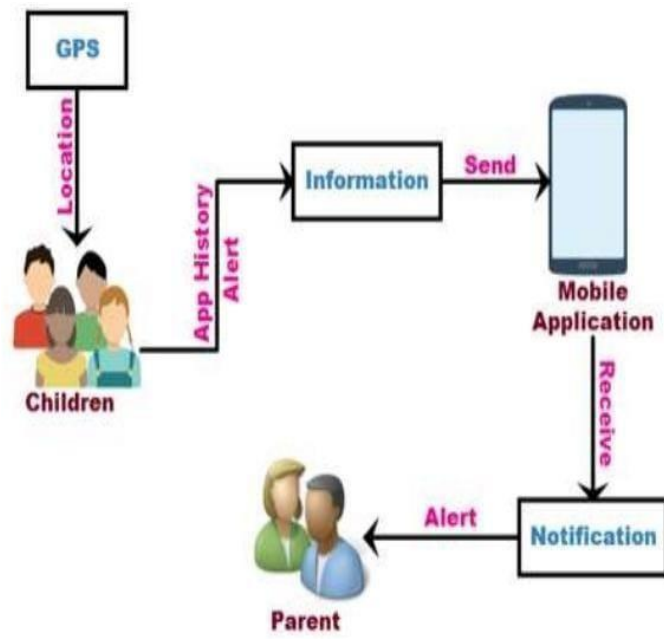 GPS
Location
Children
App History
Alert
Information
Send
Mobile
Application
Receive
Notification
Alert
Parent